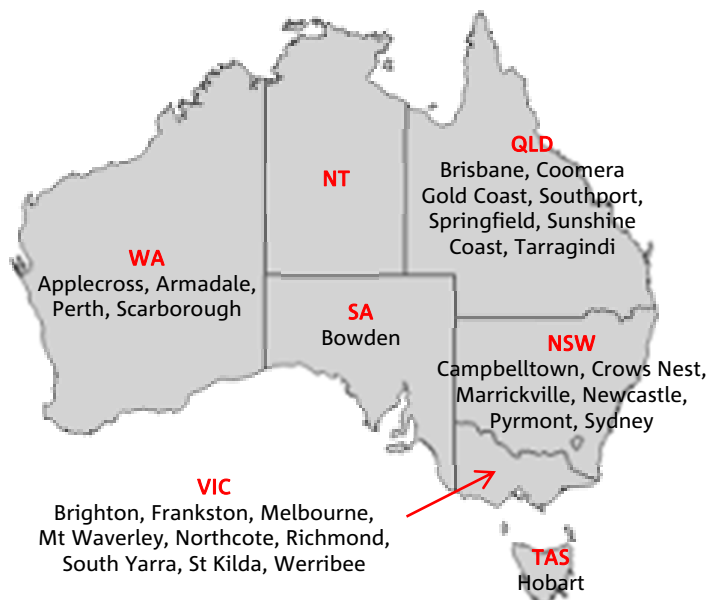 QLD
Brisbane, Coomera
Gold Coast, Southport,
Springfield, Sunshine
Coast, Tarragindi
NT
WA
Applecross, Armadale,
Perth, Scarborough
SA
Bowden
NSW
Campbelltown, Crows Nest,
Marrickville, Newcastle,
Pyrmont, Sydney
VIC
Brighton, Frankston, Melbourne,
Mt Waverley, Northcote, Richmond,
South Yarra, St Kilda, Werribee
TAS
Hobart